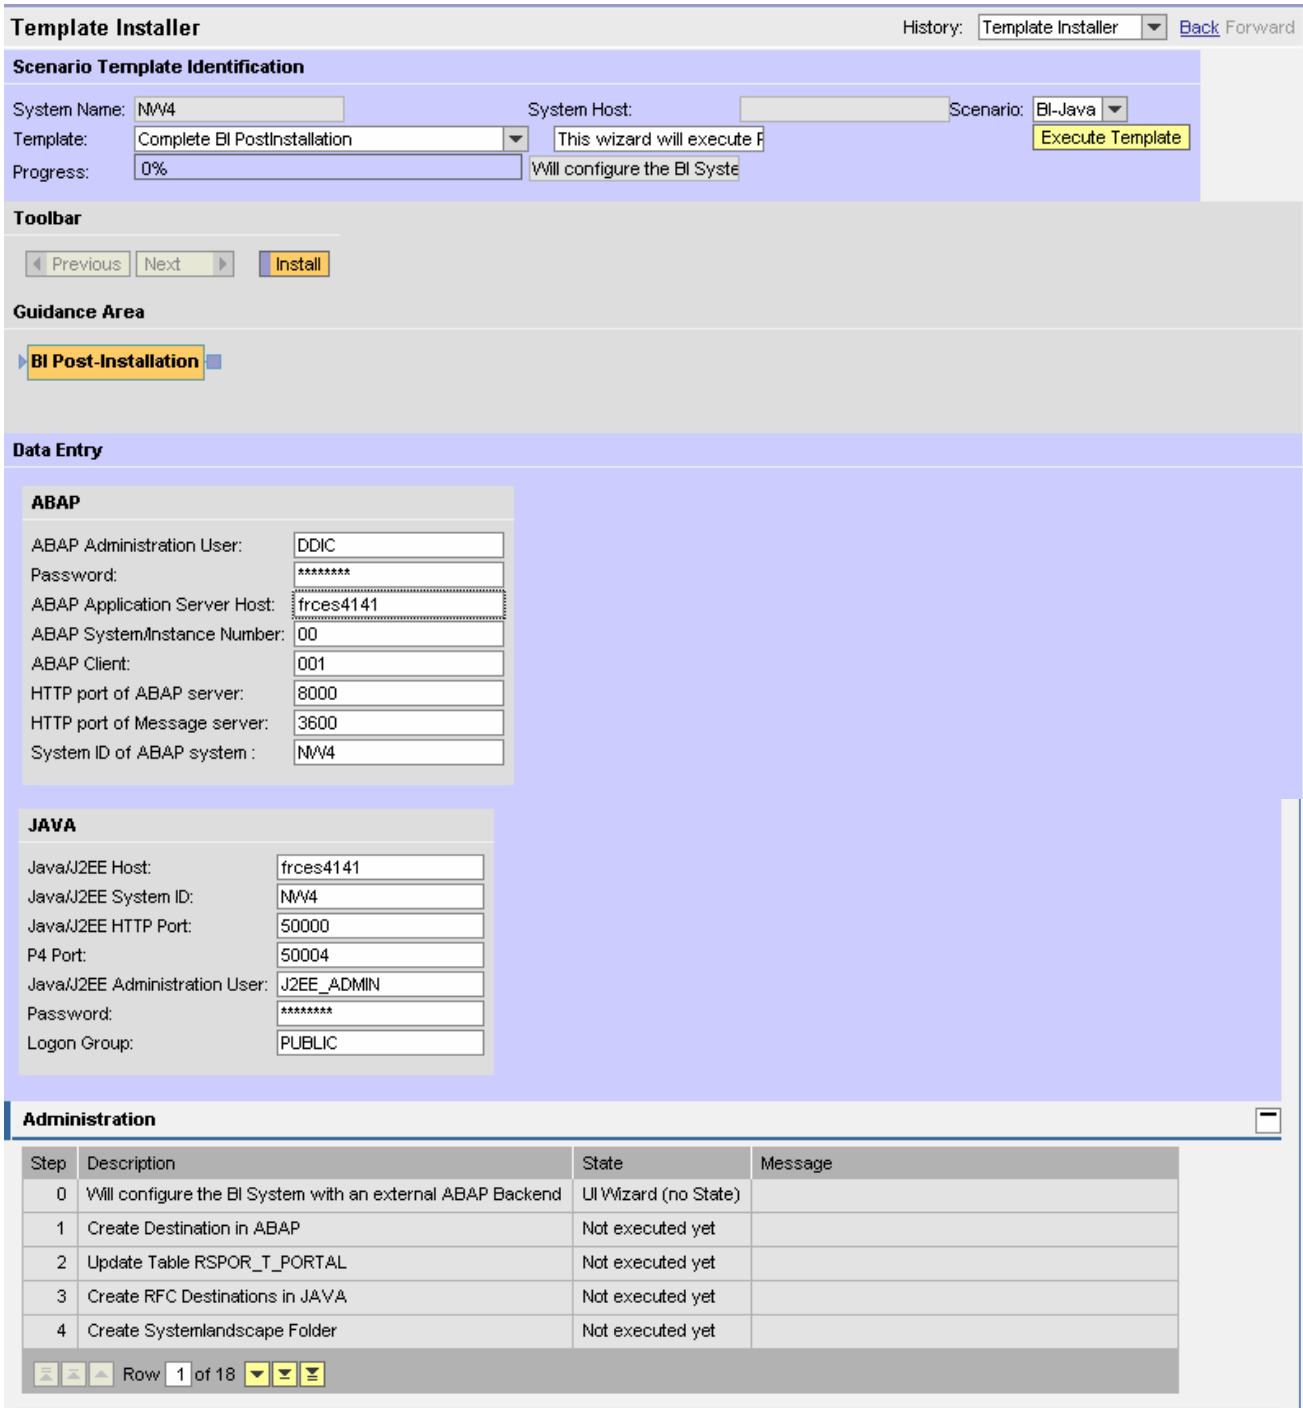 Template Installer History: Template Installer Back Forward
Scenario Template Identification
System Name: NW4 System Host: Scenario: BI-Java
Template: Complete BI PostInstallation This wizard will execute Execute Template
Progress: 0% Will configure the BI Syste
Toolbar
Previous Next Install
Guidance Area
BI Post-Installation
Data Entry
ABAP
ABAP Administration User: DDIC
Password: ********
ABAP Application Server Host: frces4141
ABAP System/Instance Number: 00
ABAP Client: 001
HTTP port of ABAP server: 8000
HTTP port of Message server: 3600
System ID of ABAP system : NW4
JAVA
Java/J2EE Host: frces4141
Java/J2EE System ID: NW4
Java/J2EE HTTP Port: 50000
P4 Port: 50004
Java/J2EE Administration User: J2EE_ADMIN
Password: ********
Logon Group: PUBLIC
Administration
Step Description State Message
0 Will configure the BI System with an external ABAP Backend UI Wizard (no State)
1 Create Destination in ABAP Not executed yet
2 Update Table RSPOR_T_PORTAL Not executed yet
3 Create RFC Destinations in JAVA Not executed yet
4 Create Systemlandscape Folder Not executed yet
Row 1 of 18